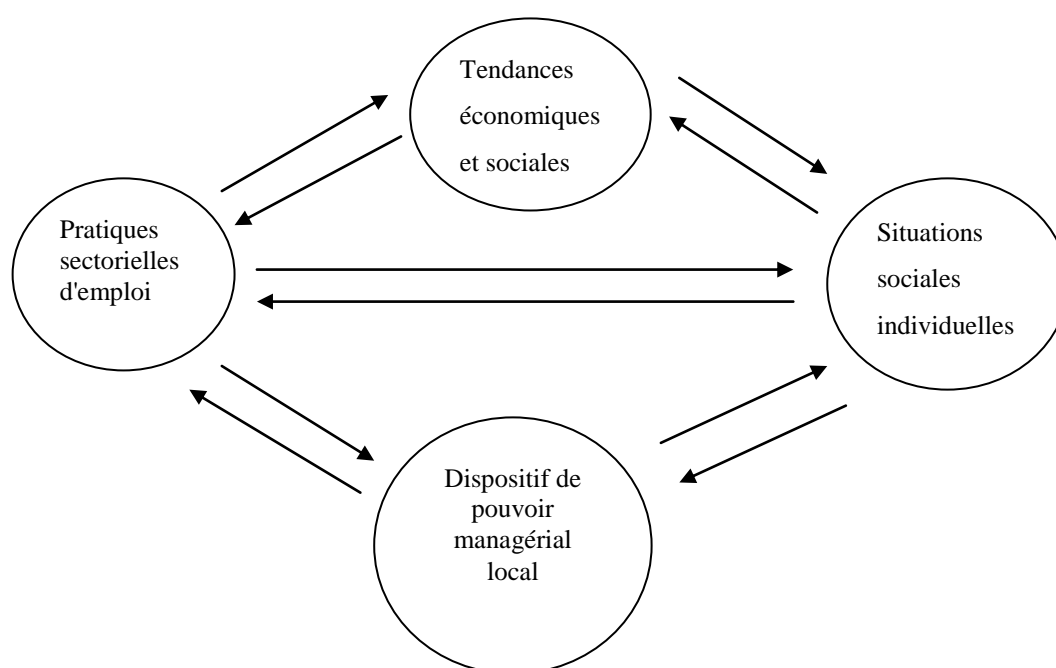 Tendances
économiques
et sociales
Pratiques
sectorielles
d'emploi
Situations
sociales
individuelles
Dispositif de
pouvoir
managérial
local